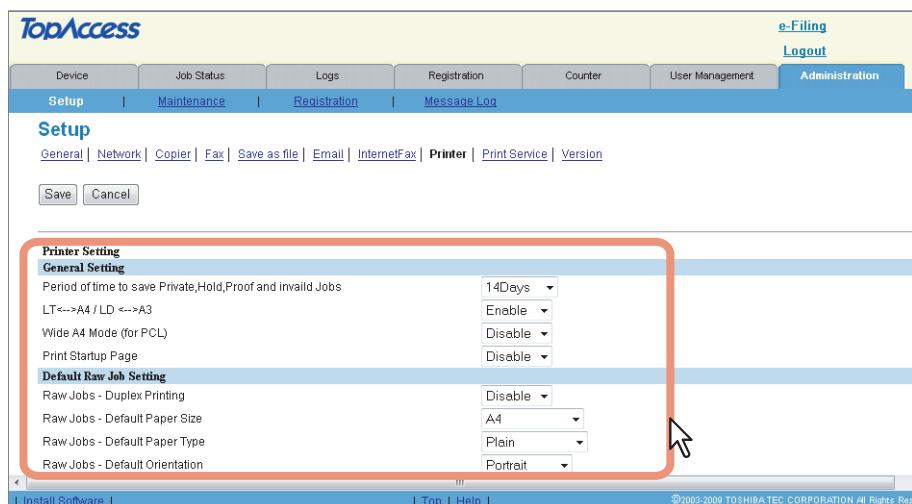 TopAccess
e-Filing
Logout
Device Job Status Logs Registration Counter User Management Administration
Setup | Maintenance | Registration | Message Log
Setup
General | Network | Copier | Fax | Save as file | Email | InternetFax | Printer | Print Service | Version
Save Cancel
Printer Setting
General Setting
Period of time to save Private,Hold,Proof and invaild Jobs 14Days
LT<-->A4 / LD <-->A3 Enable
Wide A4 Mode (for PCL) Disable
Print Startup Page Disable
Default Raw Job Setting
Raw Jobs - Duplex Printing Disable
Raw Jobs - Default Paper Size A4
Raw Jobs - Default Paper Type Plain
Raw Jobs - Default Orientation Portrait
| Install Software | | Top | Help | ©2003-2009 TOSHIBA TEC CORPORATION All Rights Res